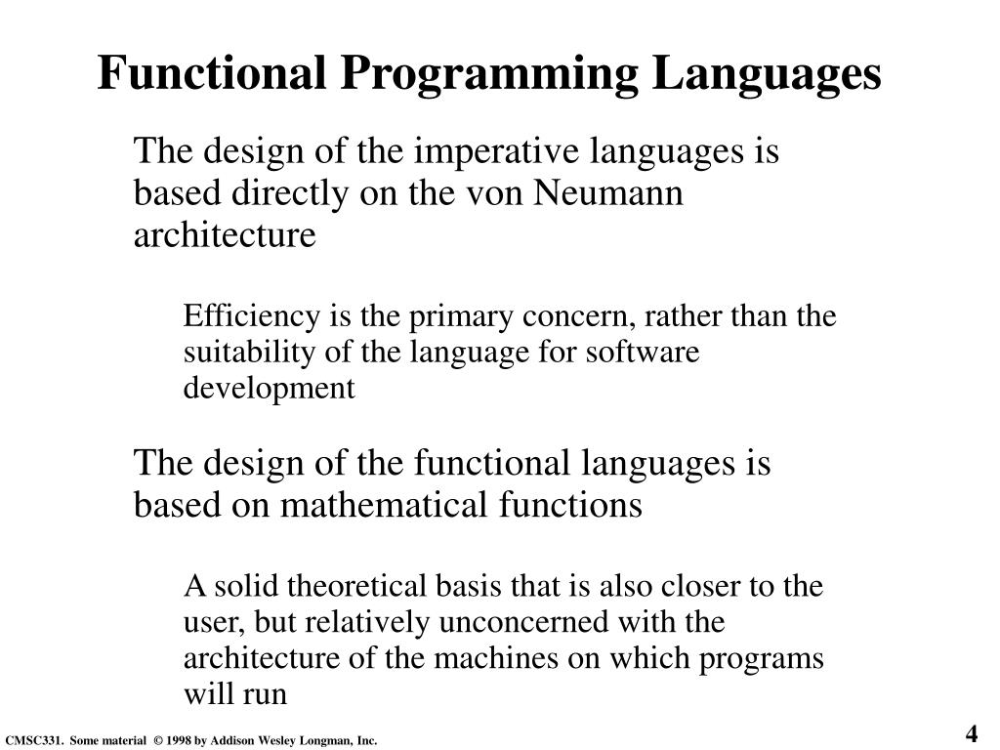 Functional Programming Languages
The design of the imperative languages is
based directly on the von Neumann
architecture
Efficiency is the primary concern, rather than the
suitability of the language for software
development
The design of the functional languages is
based on mathematical functions
A solid theoretical basis that is also closer to the
user, but relatively unconcerned with the
architecture of the machines on which programs
will run
CMSC331. Some material © 1998 by Addison Wesley Longman, Inc.
4